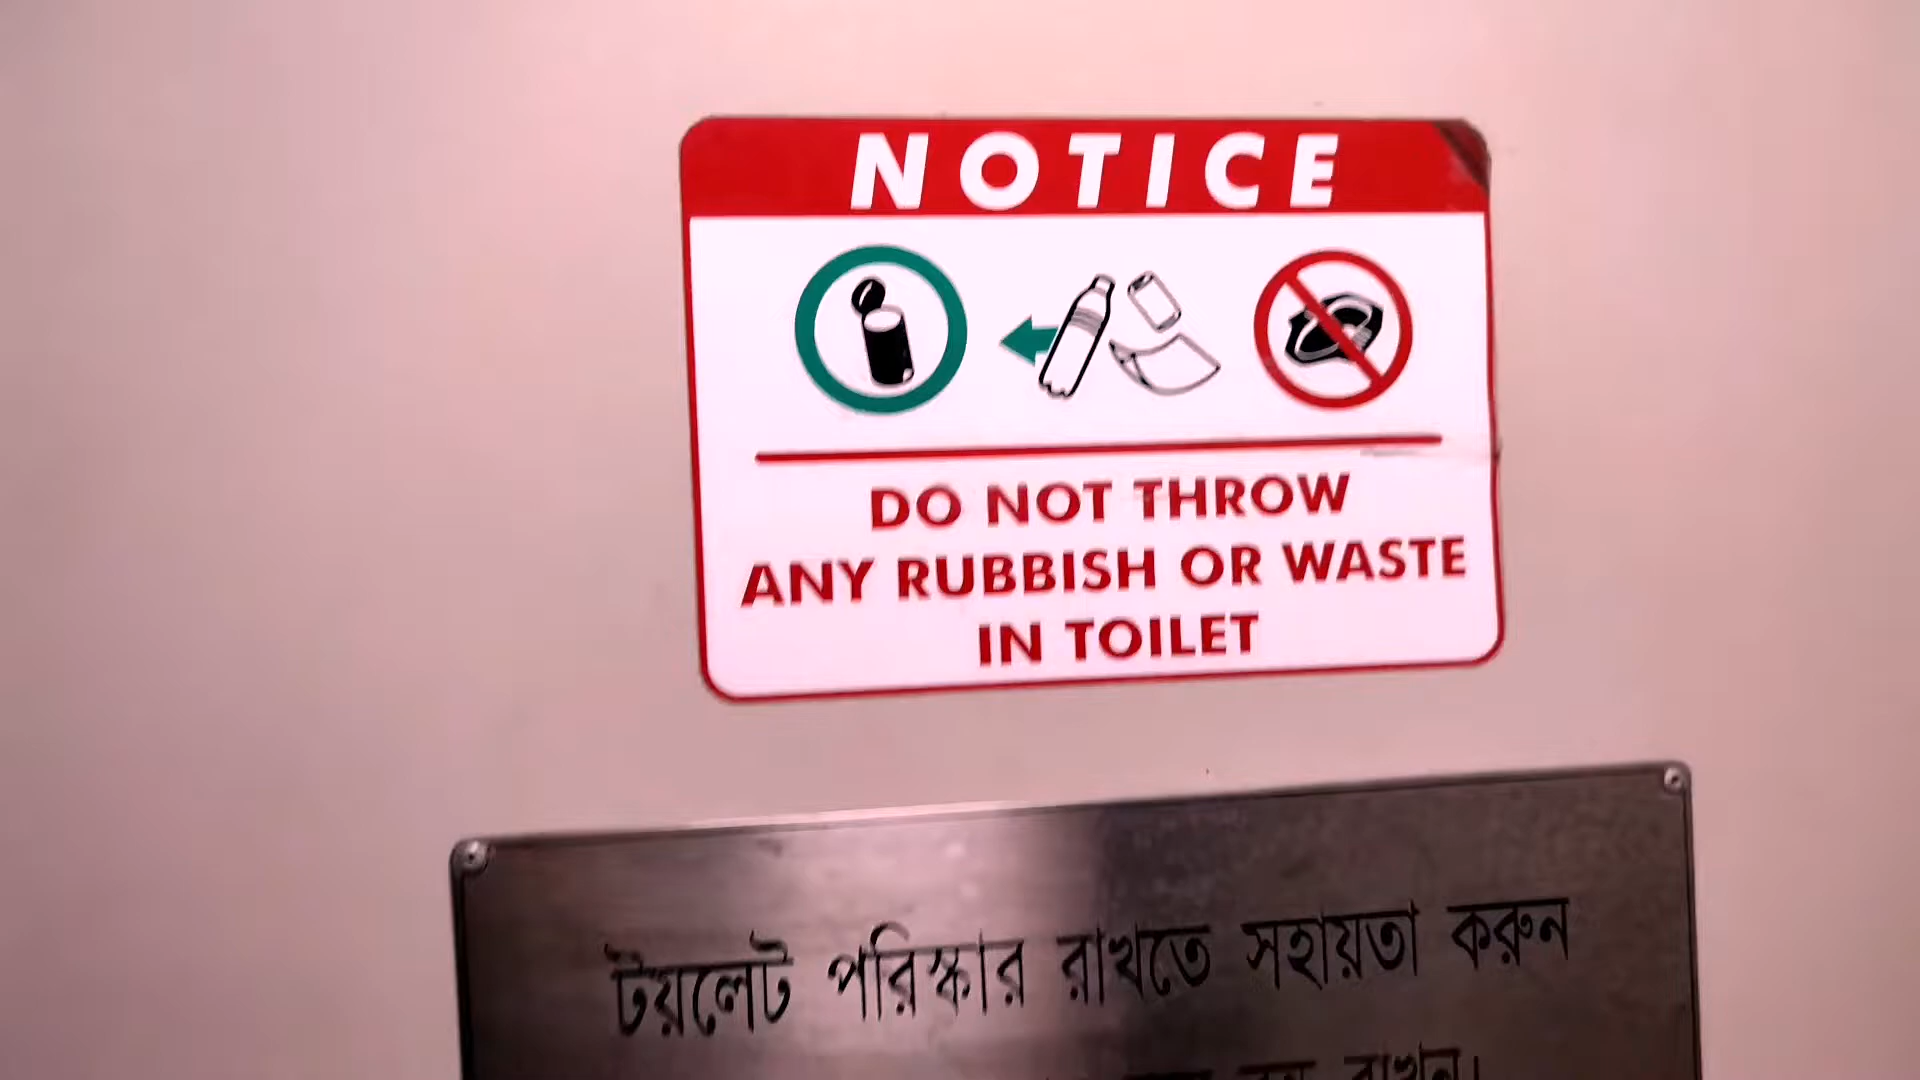 NOTICE
DO NOT THROW
ANY RUBBISH OR WASTE
IN TOILET
টয়লেট পরিস্কার রাখতে সহায়তা করুন
রাখুন।